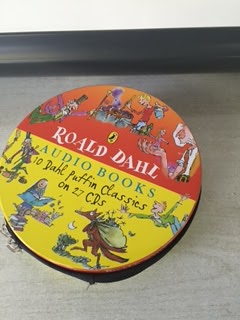 ROALD DAHL
AUDIO BOOKS
10 Dahl Puffin Classics
on 27
CDs